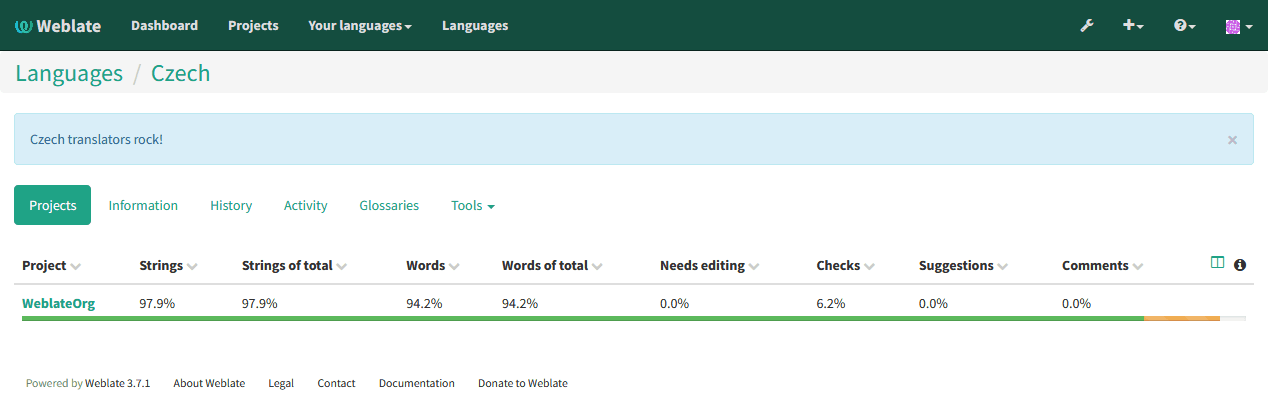 Weblate Dashboard Projects Your languages Languages
Languages / Czech
Czech translators rock! ×
Projects Information History Activity Glossaries Tools
Project Strings Strings of total Words Words of total Needs editing Checks Suggestions Comments
WeblateOrg 97.9% 97.9% 94.2% 94.2% 0.0% 6.2% 0.0% 0.0%
Powered by Weblate 3.7.1 About Weblate Legal Contact Documentation Donate to Weblate